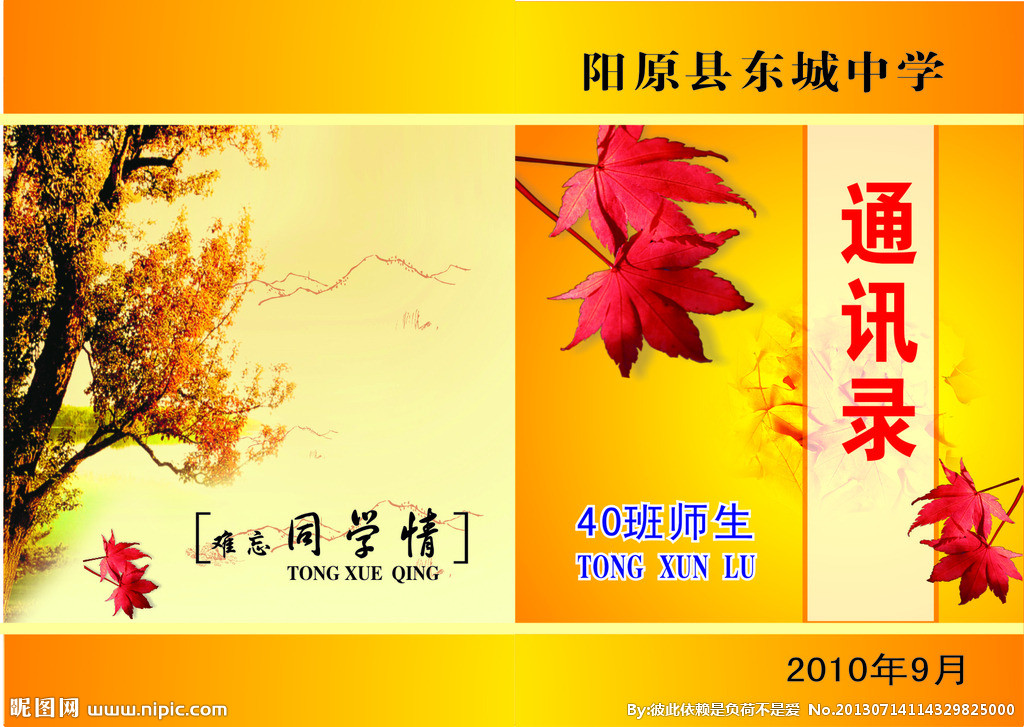 阳原县东城中学
通讯录
40班师生
TONG XUN LU
难忘同学情
TONG XUE QING
2010年9月
昵图网 www.nipic.com
By:彼此依赖是负荷不是爱 No.20130714114329825000